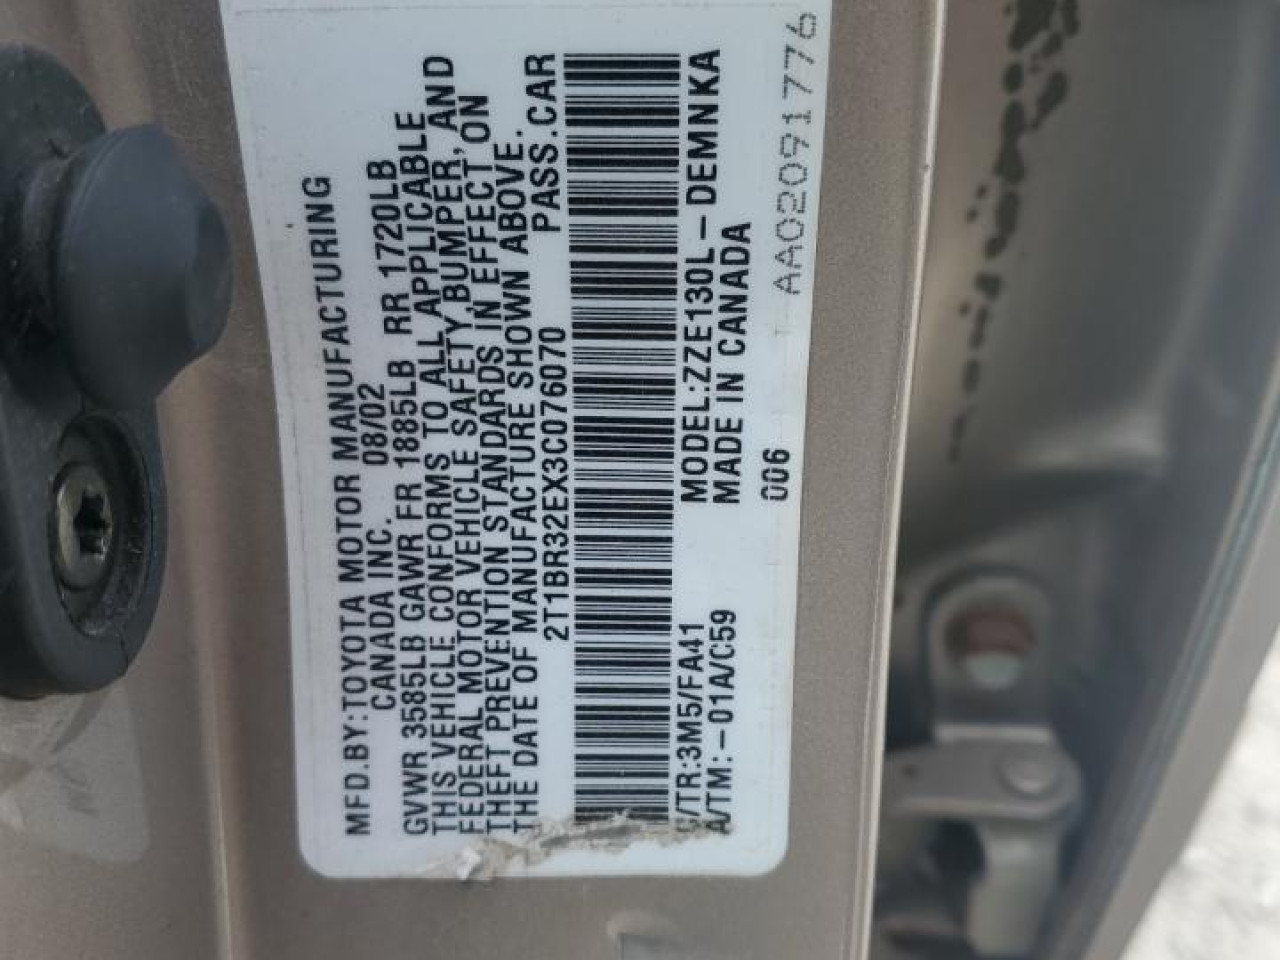 MFD.BY:TOYOTA MOTOR MANUFACTURING
CANADA INC. 08/02
GVWR 3585LB GAWR FR 1885LB RR 1720LB
THIS VEHICLE CONFORMS TO ALL APPLICABLE
FEDERAL MOTOR VEHICLE SAFETY,BUMPER, AND
THEFT PREVENTION STANDARDS IN EFFECT ON
THE DATE OF MANUFACTURE SHOWN ABOVE.
2T1BR32EX3C076070 PASS.CAR
/TR:3M5/FA41 MODEL:ZZE130L-DEMNKA
A/TM:-01A/C59 MADE IN CANADA
006 AA02091776